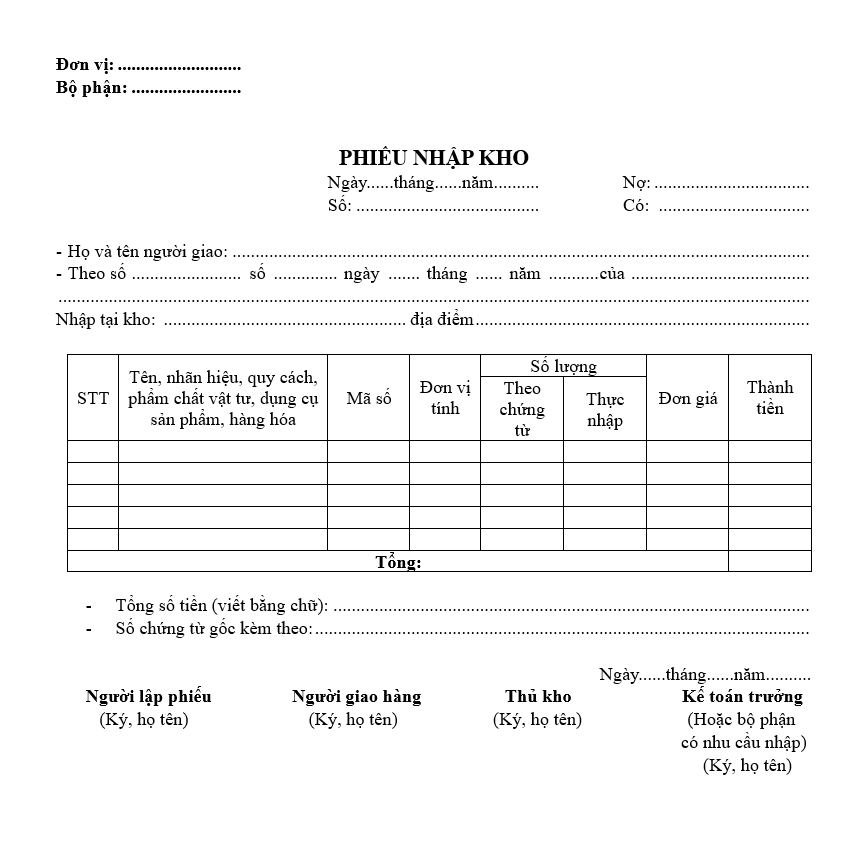 Đơn vị: ...........................
Bộ phận: ........................
PHIẾU NHẬP KHO
Ngày......tháng......năm.......... Nợ: ..................................
Số: ........................................ Có: .................................
- Họ và tên người giao: ...............................................................................................................................
- Theo số ........................ số .............. ngày ....... tháng ...... năm ...........của .......................................
.....................................................................................................................................................................
Nhập tại kho: ..................................................... địa điểm.........................................................................
STT Tên, nhãn hiệu, quy cách, phẩm chất vật tư, dụng cụ sản phẩm, hàng hóa Mã số Đơn vị tính Số lượng Đơn giá Thành tiền
Theo chứng từ Thực nhập
Tổng:
- Tổng số tiền (viết bằng chữ): ........................................................................................................
- Số chứng từ gốc kèm theo:............................................................................................................
Ngày......tháng......năm..........
Người lập phiếu Người giao hàng Thủ kho Kế toán trưởng
(Ký, họ tên) (Ký, họ tên) (Ký, họ tên) (Hoặc bộ phận
có nhu cầu nhập)
(Ký, họ tên)